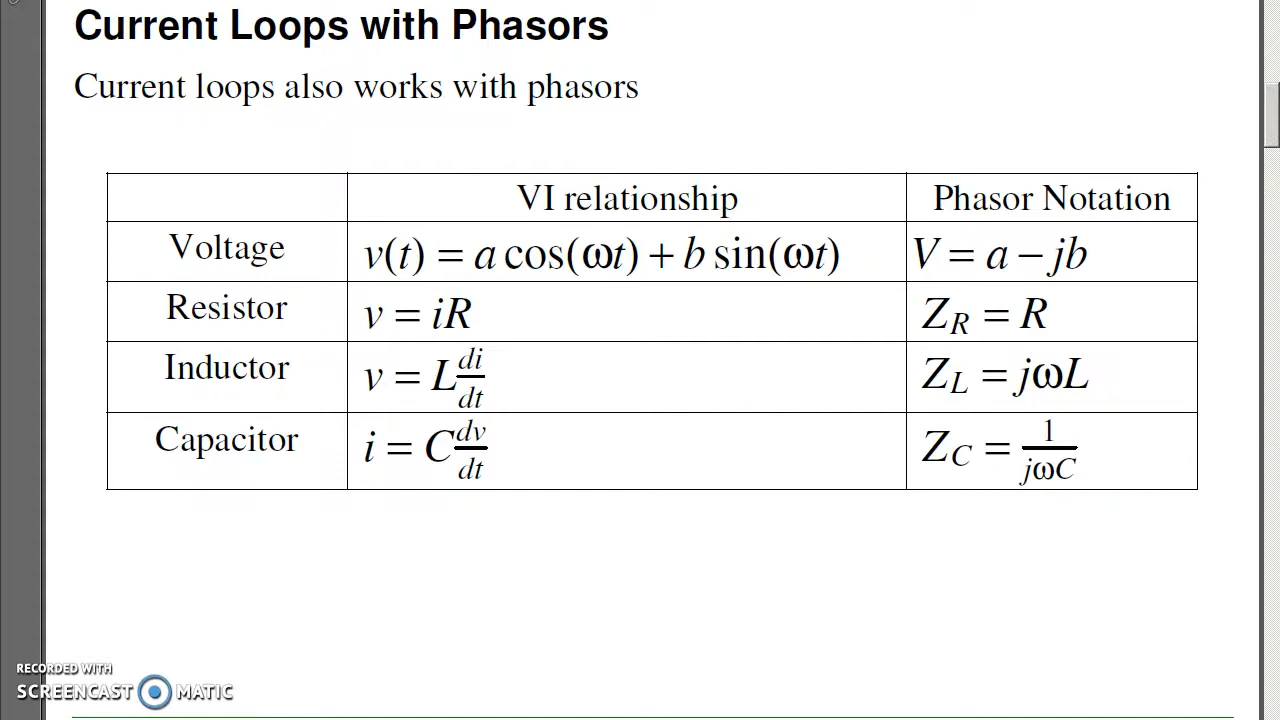 Current Loops with Phasors
Current loops also works with phasors
VI relationship Phasor Notation
Voltage v(t) = a cos(ωt) + b sin(ωt) V = a − jb
Resistor v = iR Z_R = R
Inductor v = L di/dt Z_L = jωL
Capacitor i = C dv/dt Z_C = 1/jωC
RECORDED WITH
SCREENCAST MATIC